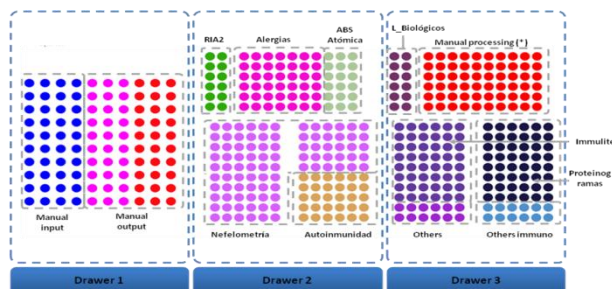 RIA2
Alergias
ABS
Atómica
L_Biológicos
Manual processing (*)
Immulite
Proteinog
ramas
Manual
input
Manual
output
Nefelometría
Autoinmunidad
Others
Others immuno
Drawer 1
Drawer 2
Drawer 3